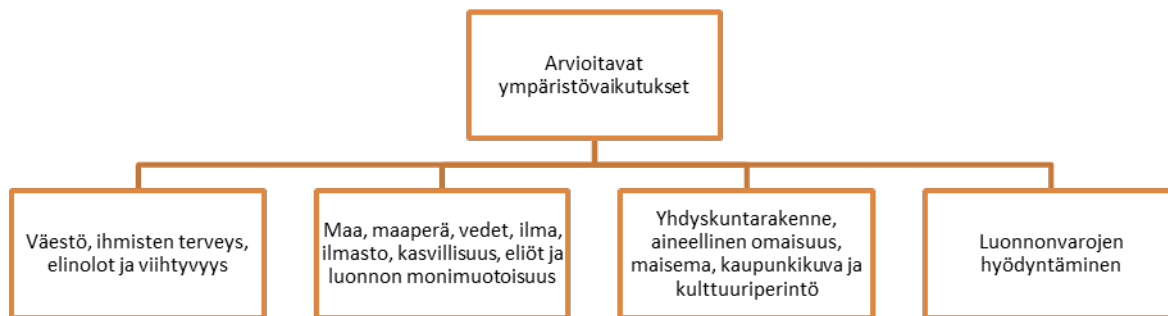 Arvioitavat
ympäristövaikutukset
Väestö, ihmisten terveys,
elinolot ja viihtyvyys
Maa, maaperä, vedet, ilma,
ilmasto, kasvillisuus, eliöt ja
luonnon monimuotoisuus
Yhdyskuntarakenne,
aineellinen omaisuus,
maisema, kaupunkikuva ja
kulttuuriperintö
Luonnonvarojen
hyödyntäminen